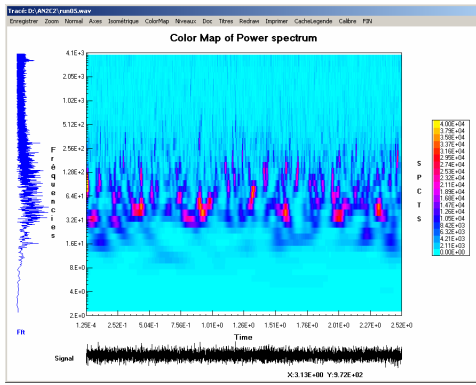 Tracé: D:\AN2C2\run05.wav
Enregistrer Zoom Normal Axes Isométrique ColorMap Niveaux Doc Titres Redraw Imprimer CacheLegende Calibre FIN
Color Map of Power spectrum
4.1E+3
2.05E+3
1.02E+3
5.12E+2
2.56E+2
1.28E+2
6.4E+1
3.2E+1
1.6E+1
8.E+0
4.E+0
2.E+0
Fréquencies
1.25E-4 2.52E-1 5.04E-1 7.56E-1 1.01E+0 1.26E+0 1.51E+0 1.76E+0 2.01E+0 2.27E+0 2.52E+0
Time
SPCTS
4.00E+04
3.79E+04
3.58E+04
3.37E+04
3.16E+04
2.95E+04
2.74E+04
2.53E+04
2.32E+04
2.11E+04
1.89E+04
1.68E+04
1.47E+04
1.26E+04
1.05E+04
8.42E+03
6.32E+03
4.21E+03
2.11E+03
0.00E+00
Fft
Signal
X:3.13E+00 Y:9.72E+02